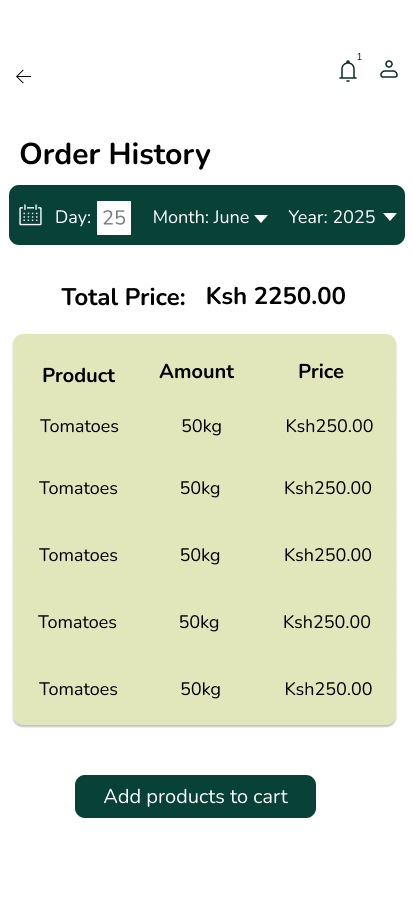 1
Order History
Day: 25 Month: June Year: 2025
Total Price: Ksh 2250.00
Product Amount Price
Tomatoes 50kg Ksh250.00
Tomatoes 50kg Ksh250.00
Tomatoes 50kg Ksh250.00
Tomatoes 50kg Ksh250.00
Tomatoes 50kg Ksh250.00
Add products to cart